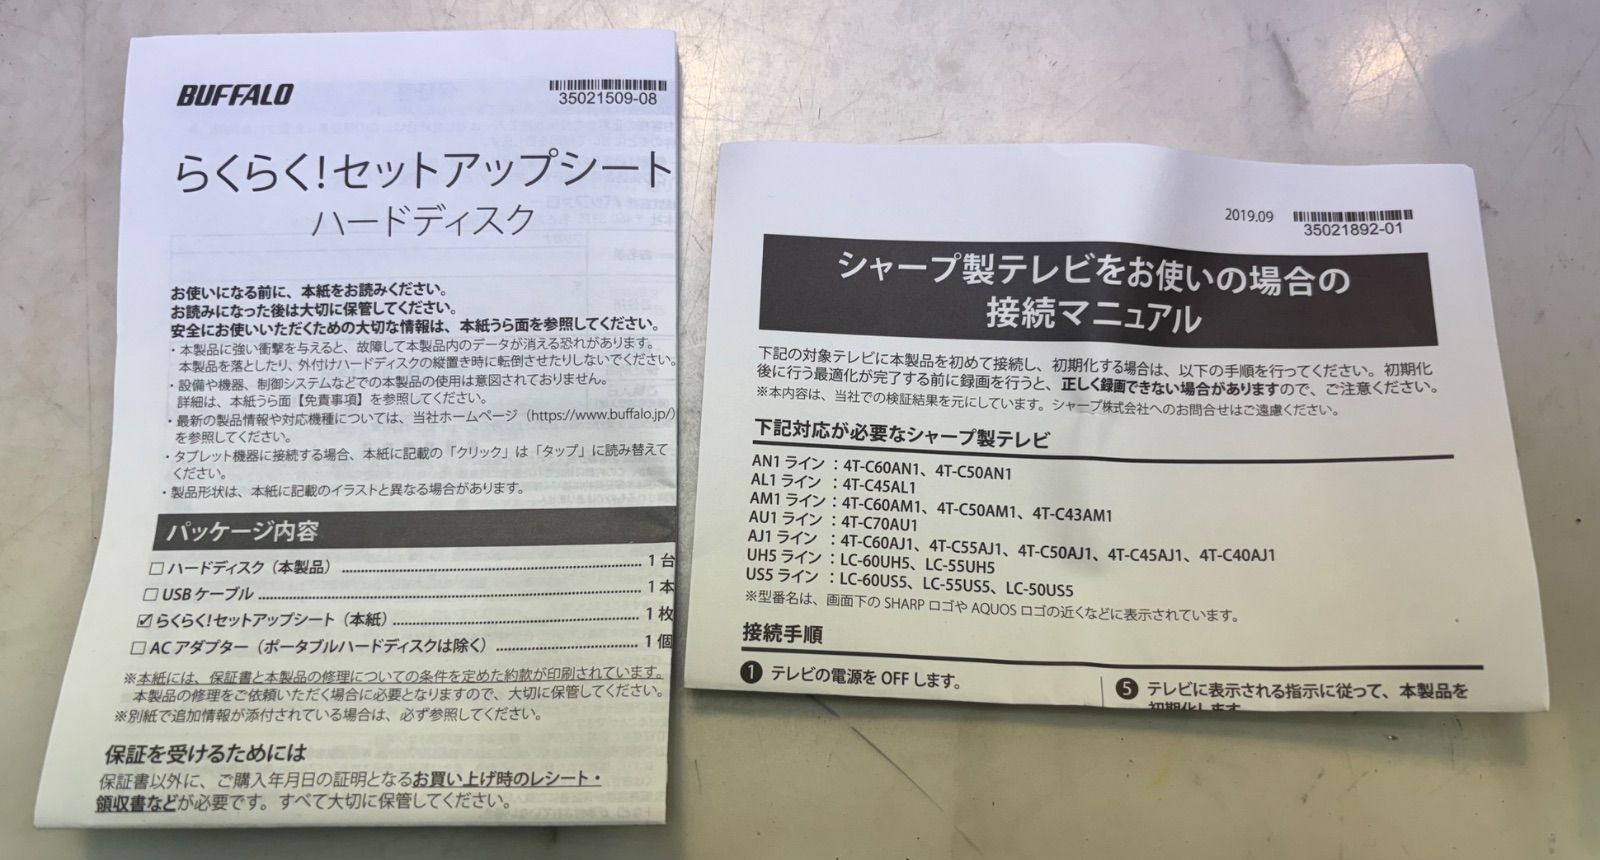 BUFFALO
35021509-08
らくらく!セットアップシート
ハードディスク
お使いになる前に、本紙をお読みください。
お読みになった後は大切に保管してください。
安全にお使いいただくための大切な情報は、本紙うら面を参照してください。
・本製品に強い衝撃を与えると、故障して本製品内のデータが消える恐れがあります。
本製品を落としたり、外付けハードディスクの縦置き時に転倒させたりしないでください。
・設備や機器、制御システムなどでの本製品の使用は意図されておりません。
詳細は、本紙うら面【免責事項】を参照してください。
・最新の製品情報や対応機種については、当社ホームページ（https://www.buffalo.jp/）
を参照してください。
・タブレット機器に接続する場合、本紙に記載の「クリック」は「タップ」に読み替えて
ください。
・製品形状は、本紙に記載のイラストと異なる場合があります。
パッケージ内容
□ハードディスク（本製品）................................................ 1 台
□USB ケーブル................................................ 1 本
☑らくらく!セットアップシート（本紙）................................................ 1 枚
□AC アダプター（ポータブルハードディスクは除く）................................ 1 個
※本紙には、保証書と本製品の修理についての条件を定めた約款が印刷されています。
本製品の修理をご依頼いただく場合に必要となりますので、大切に保管してください。
※別紙で追加情報が添付されている場合は、必ず参照してください。
保証を受けるためには
保証書以外に、ご購入年月日の証明となるお買い上げ時のレシート・
領収書などが必要です。すべて大切に保管してください。
2019.09
35021892-01
シャープ製テレビをお使いの場合の
接続マニュアル
下記の対象テレビに本製品を初めて接続し、初期化する場合は、以下の手順を行ってください。初期化
後に行う最適化が完了する前に録画を行うと、正しく録画できない場合がありますので、ご注意ください。
※本内容は、当社での検証結果を元にしています。シャープ株式会社へのお問合せはご遠慮ください。
下記対応が必要なシャープ製テレビ
AN1 ライン ：4T-C60AN1、4T-C50AN1
AL1 ライン ：4T-C45AL1
AM1 ライン ：4T-C60AM1、4T-C50AM1、4T-C43AM1
AU1 ライン ：4T-C70AU1
AJ1 ライン ：4T-C60AJ1、4T-C55AJ1、4T-C50AJ1、4T-C45AJ1、4T-C40AJ1
UH5 ライン ：LC-60UH5、LC-55UH5
US5 ライン ：LC-60US5、LC-55US5、LC-50US5
※型番名は、画面下の SHARP ロゴや AQUOS ロゴの近くなどに表示されています。
接続手順
❶ テレビの電源を OFF します。
❺ テレビに表示される指示に従って、本製品を
初期化します